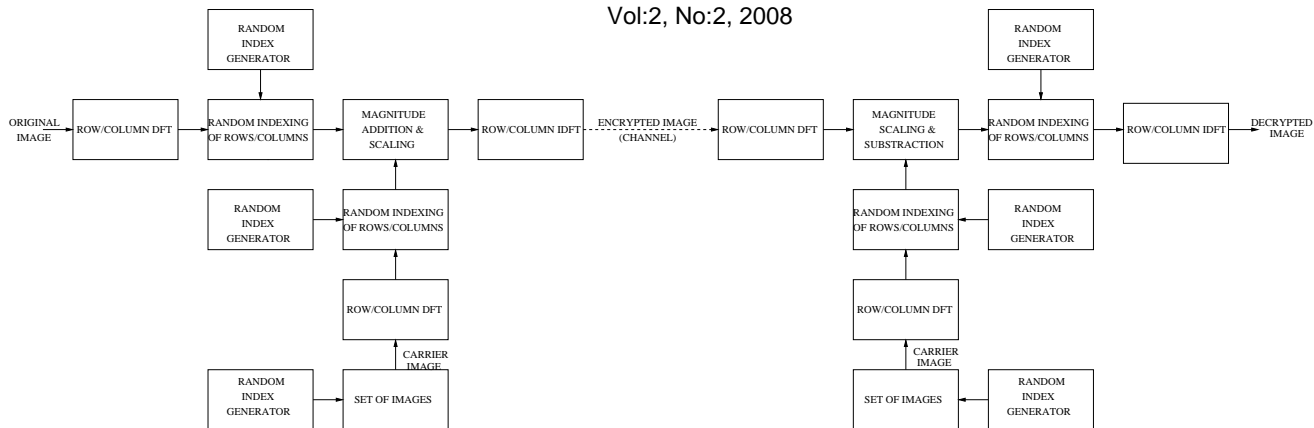 Vol:2, No:2, 2008
RANDOM
INDEX
GENERATOR
RANDOM
INDEX
GENERATOR
ORIGINAL
IMAGE
ROW/COLUMN DFT
RANDOM INDEXING
OF ROWS/COLUMNS
MAGNITUDE
ADDITION &
SCALING
ROW/COLUMN IDFT
ENCRYPTED IMAGE
(CHANNEL)
ROW/COLUMN DFT
MAGNITUDE
SCALING &
SUBSTRACTION
RANDOM INDEXING
OF ROWS/COLUMNS
ROW/COLUMN IDFT
DECRYPTED
IMAGE
RANDOM
INDEX
GENERATOR
RANDOM INDEXING
OF ROWS/COLUMNS
RANDOM INDEXING
OF ROWS/COLUMNS
RANDOM
INDEX
GENERATOR
ROW/COLUMN DFT
ROW/COLUMN DFT
CARRIER
IMAGE
CARRIER
IMAGE
RANDOM
INDEX
GENERATOR
SET OF IMAGES
SET OF IMAGES
RANDOM
INDEX
GENERATOR